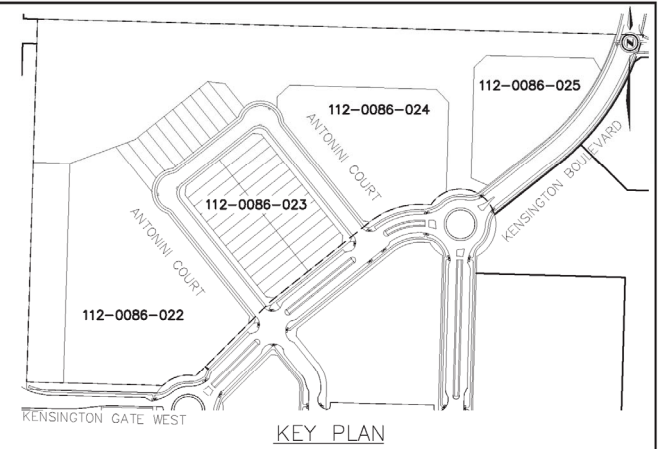 N
112-0086-025
112-0086-024
ANTONINI COURT
KENSINGTON BOULEVARD
112-0086-023
ANTONINI COURT
112-0086-022
KENSINGTON GATE WEST
KEY PLAN